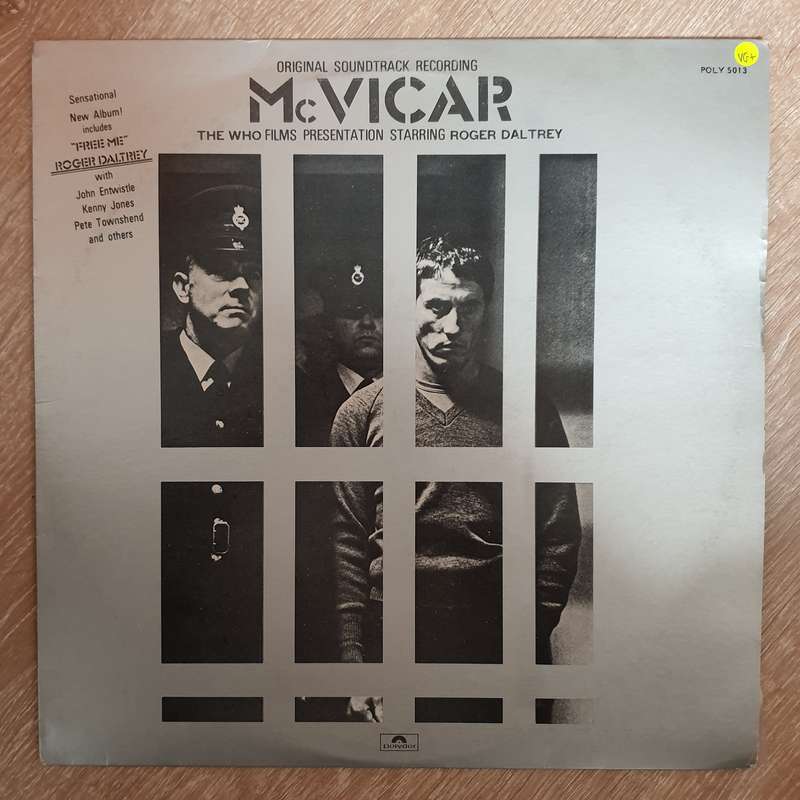 ORIGINAL SOUNDTRACK RECORDING
McVICAR
THE WHO FILMS PRESENTATION STARRING ROGER DALTREY
POLY 5013
VG+
Sensational
New Album!
includes
"FREE ME"
ROGER DALTREY
with
John Entwistle
Kenny Jones
Pete Townshend
and others
Polydor